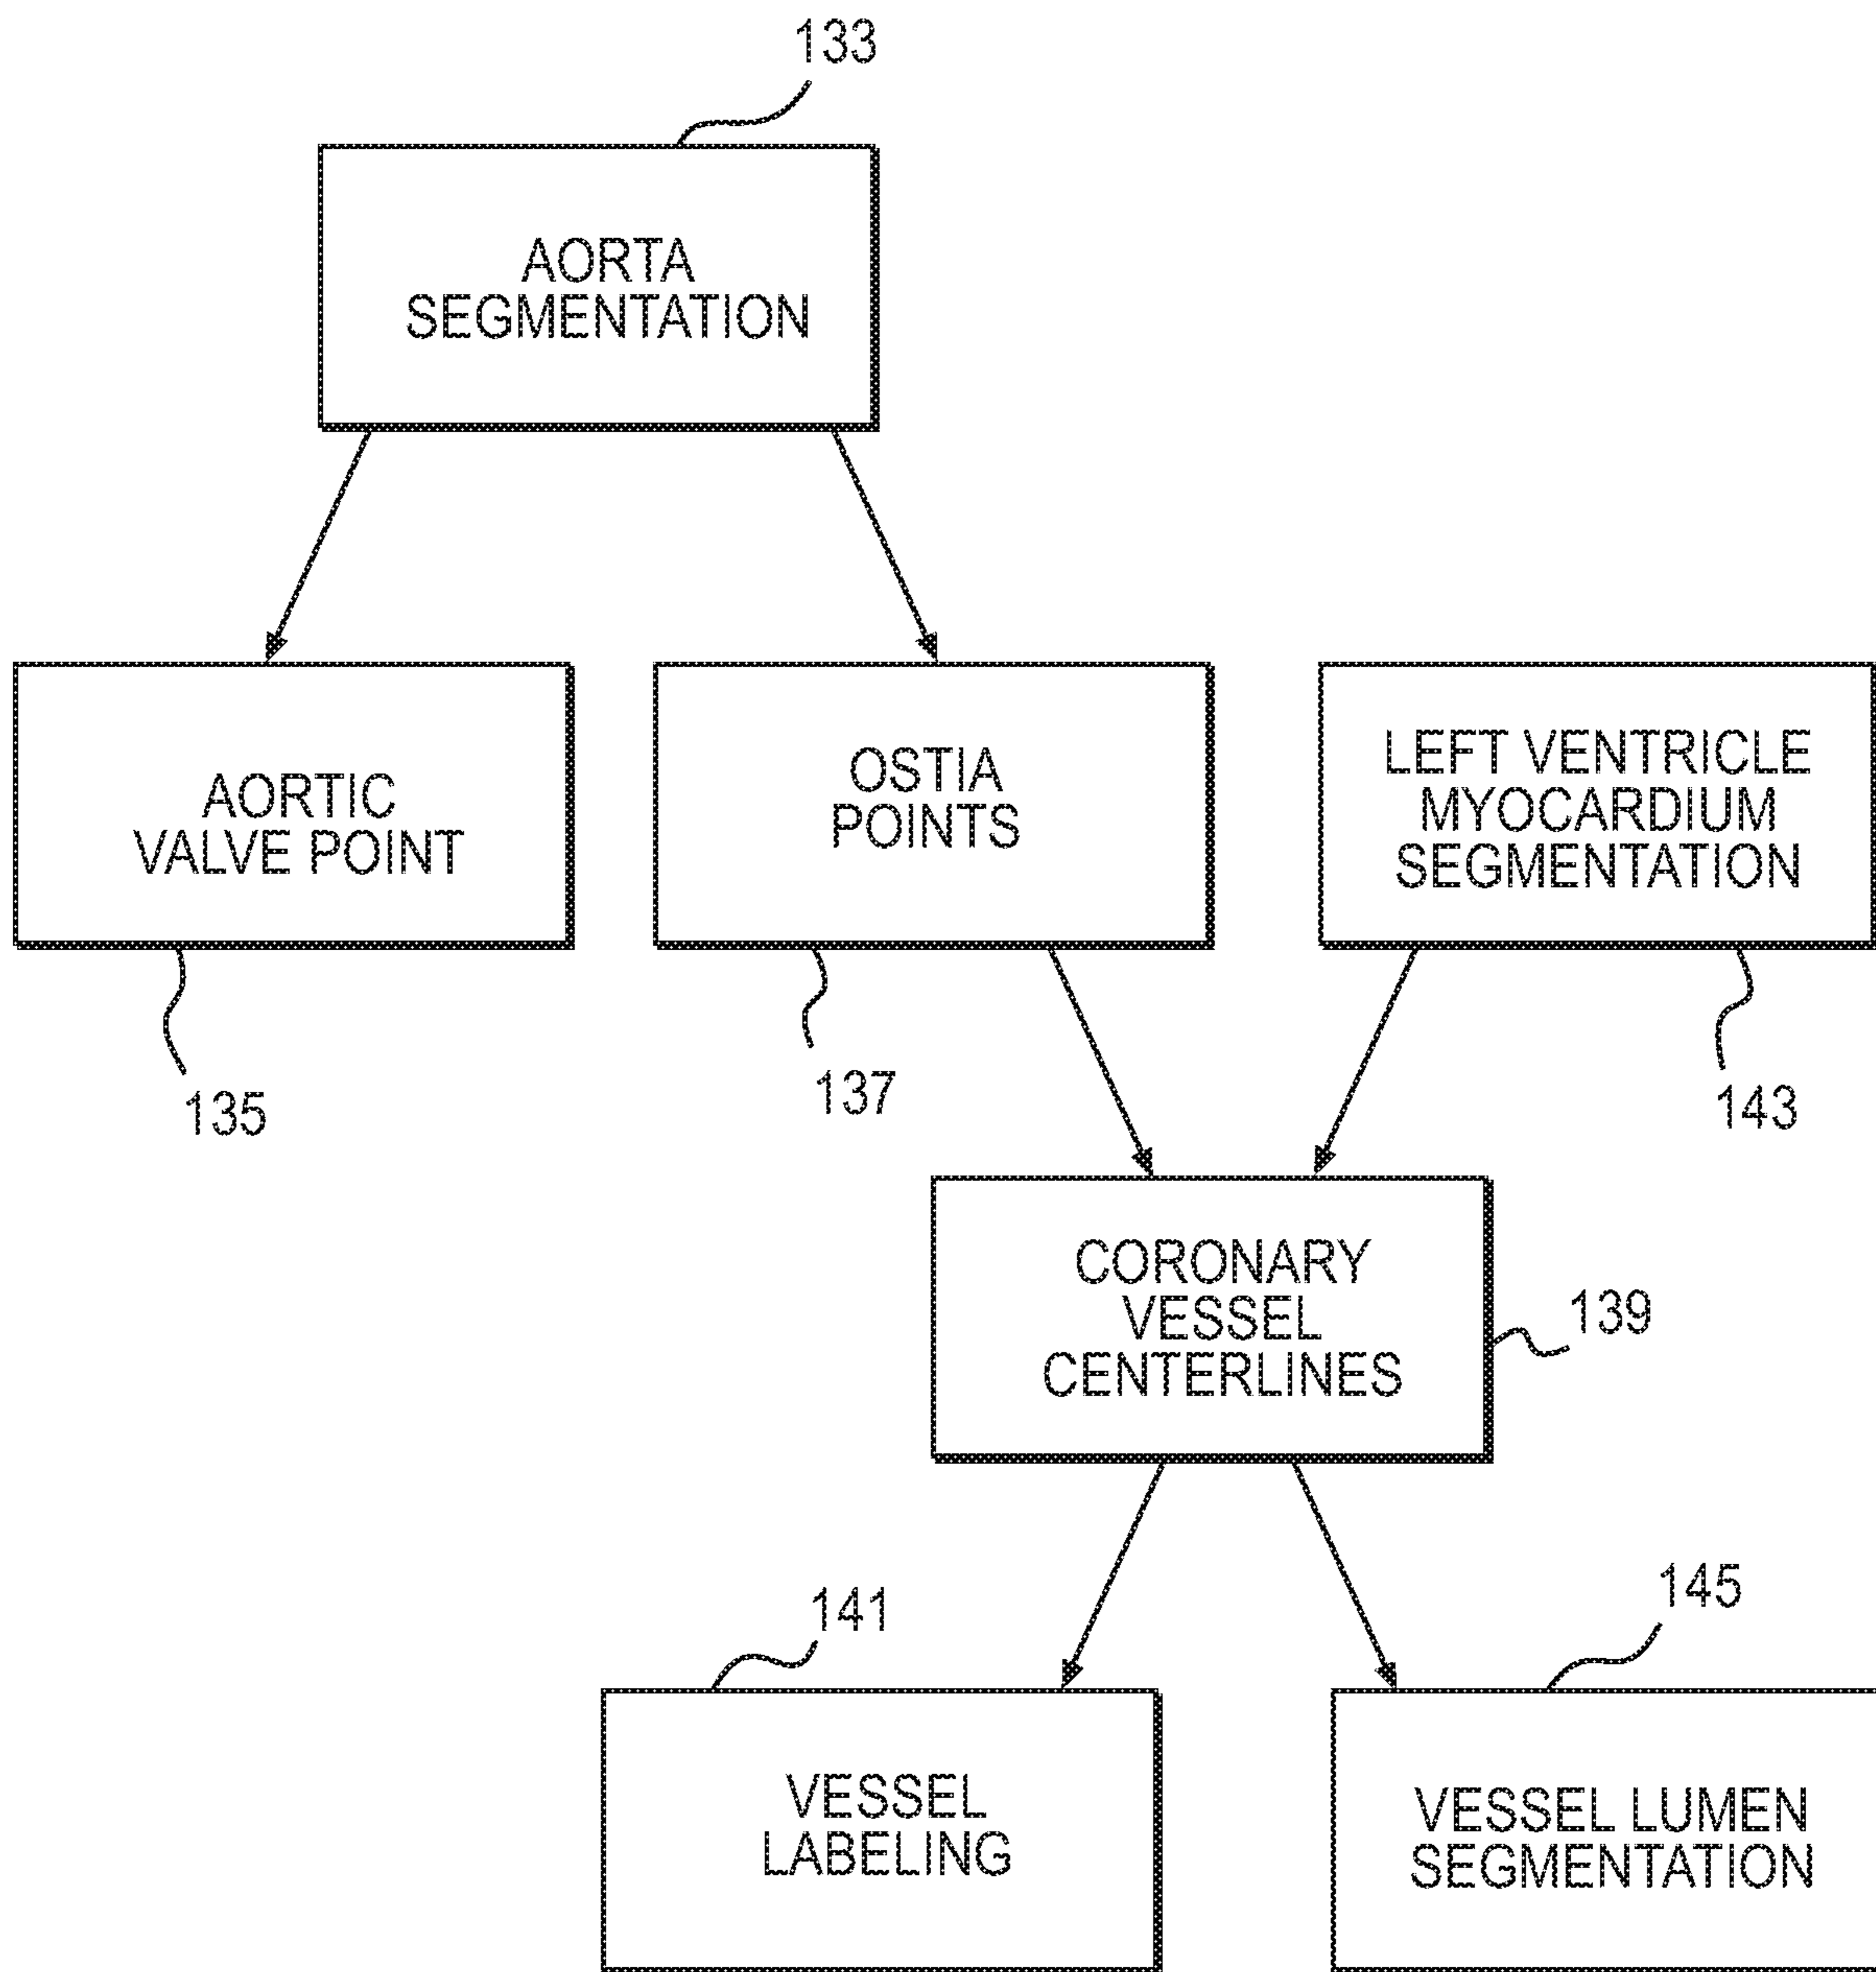 133
AORTA
SEGMENTATION
AORTIC
VALVE POINT
OSTIA
POINTS
LEFT VENTRICLE
MYOCARDIUM
SEGMENTATION
135
137
143
CORONARY
VESSEL
CENTERLINES
139
141
145
VESSEL
LABELING
VESSEL LUMEN
SEGMENTATION